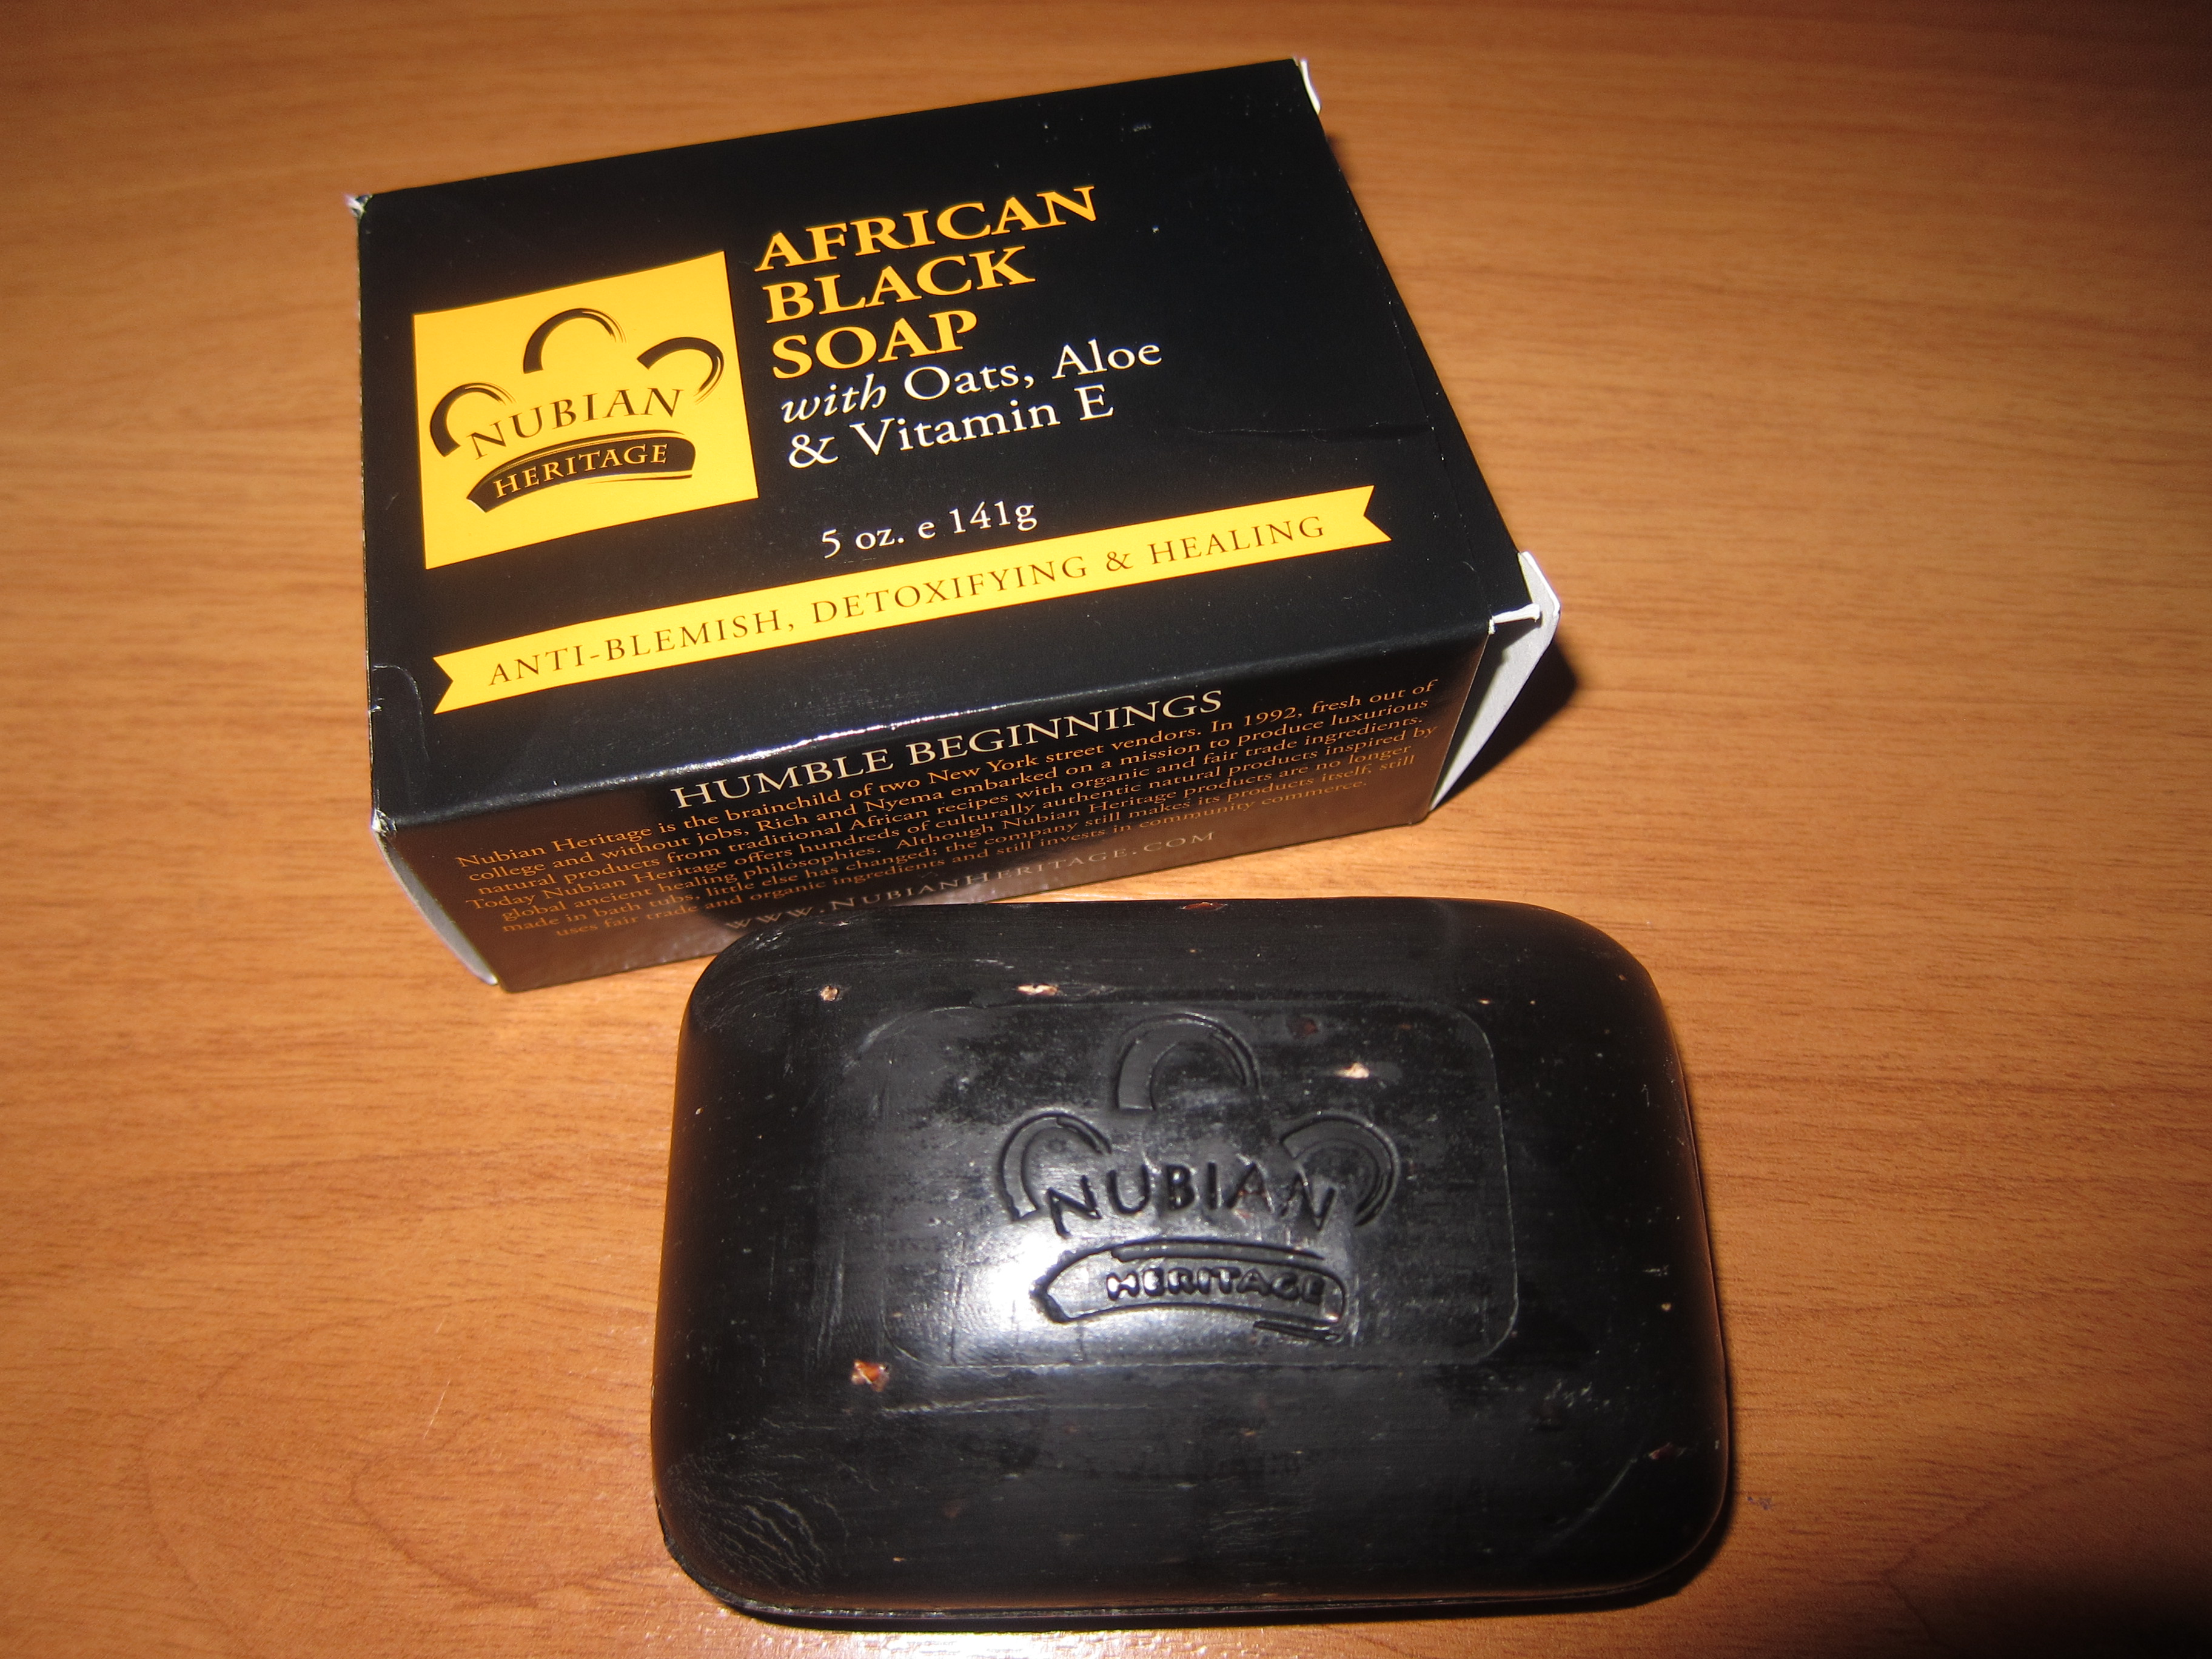 AFRICAN
BLACK
SOAP
with Oats, Aloe
& Vitamin E
NUBIAN
HERITAGE
5 oz. e 141g
ANTI-BLEMISH, DETOXIFYING & HEALING
HUMBLE BEGINNINGS
Nubian Heritage is the brainchild of two New York street vendors. In 1992, fresh out of
college and without jobs, Rich and Nyema embarked on a mission to produce luxurious
natural products from traditional African recipes with organic and fair trade ingredients.
Today Nubian Heritage offers hundreds of culturally authentic natural products inspired by
global ancient healing philosophies. Although Nubian Heritage products are no longer
made in bath tubs, little else has changed; the company still makes its products itself, still
uses fair trade and organic ingredients and still invests in community commerce.
WWW.NUBIANHERITAGE.COM
NUBIAN
HERITAGE